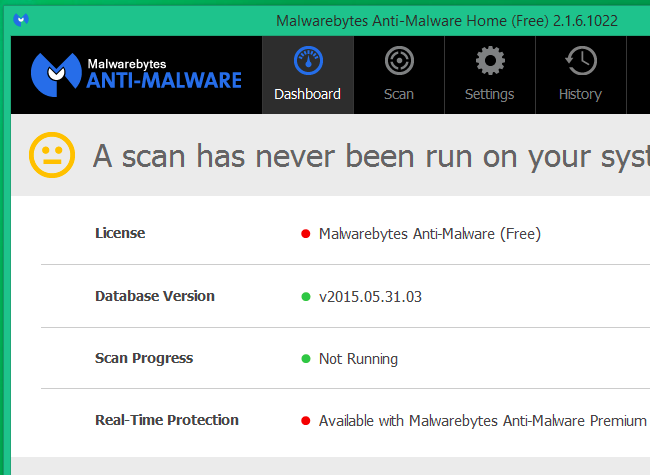 Malwarebytes Anti-Malware Home (Free) 2.1.6.1022
Malwarebytes
ANTI-MALWARE
Dashboard
Scan
Settings
History
A scan has never been run on your syst
License
Malwarebytes Anti-Malware (Free)
Database Version
v2015.05.31.03
Scan Progress
Not Running
Real-Time Protection
Available with Malwarebytes Anti-Malware Premium